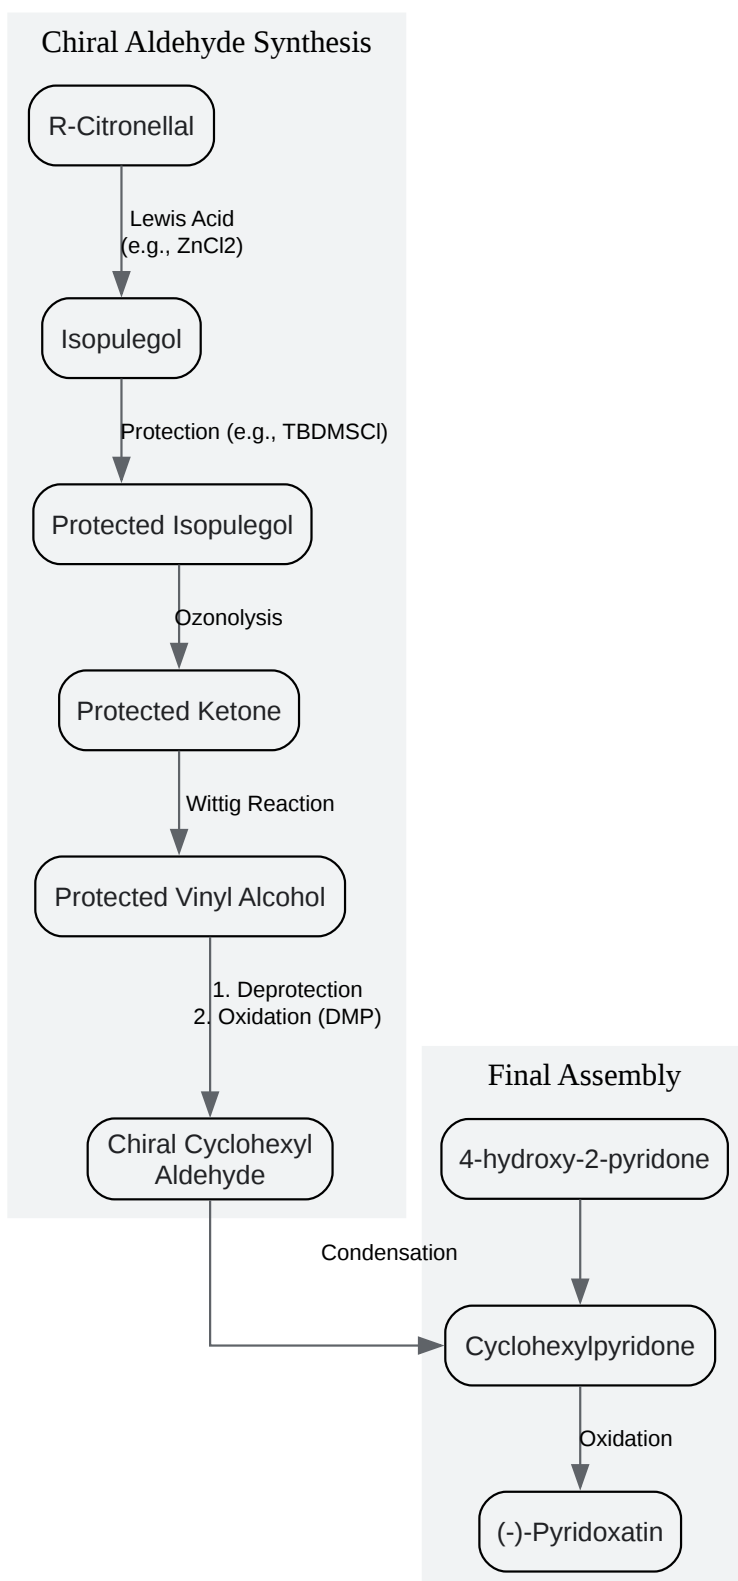 Chiral Aldehyde Synthesis
R-Citronellal
Lewis Acid
(e.g., ZnCl2)
Isopulegol
Protection (e.g., TBDMSCl)
Protected Isopulegol
Ozonolysis
Protected Ketone
Wittig Reaction
Protected Vinyl Alcohol
1. Deprotection
2. Oxidation (DMP)
Chiral Cyclohexyl
Aldehyde
Final Assembly
4-hydroxy-2-pyridone
Condensation
Cyclohexylpyridone
Oxidation
(-)-Pyridoxatin